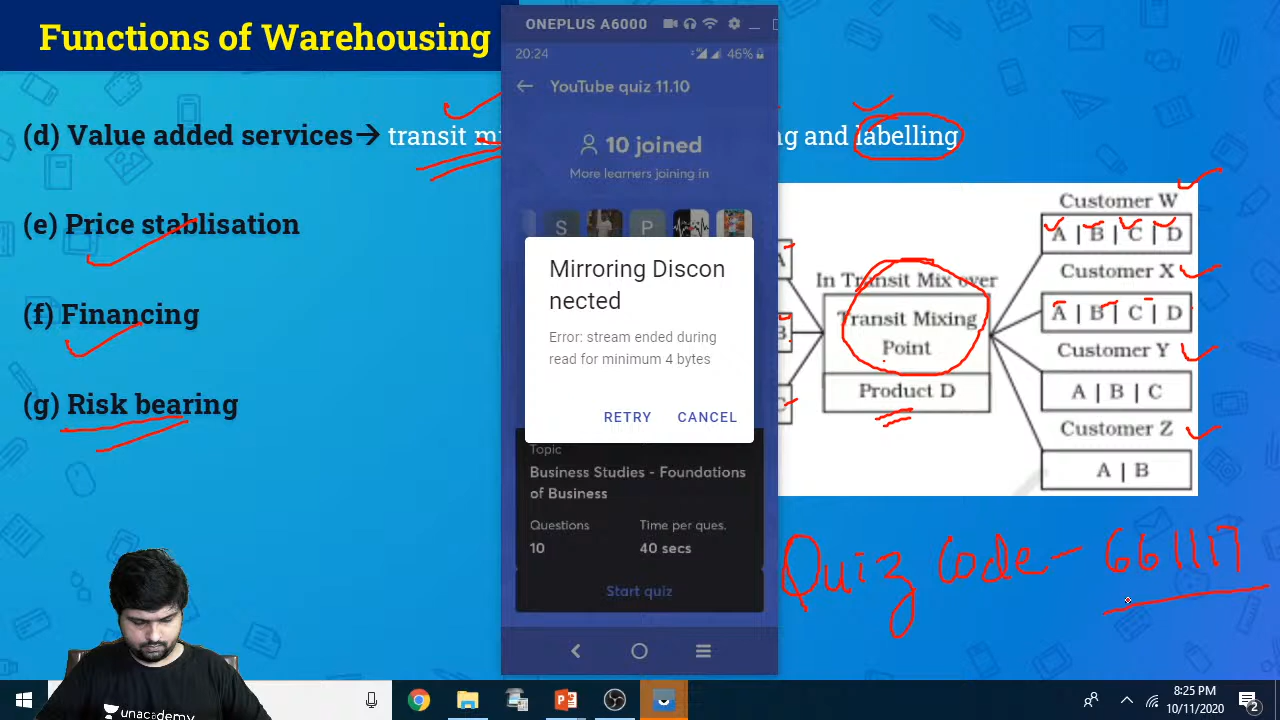 Functions of Warehousing
(d) Value added services→ transit
ng and labelling
(e) Price stablisation
(f) Financing
(g) Risk bearing
ONEPLUS A6000
20:24
46%
YouTube quiz 11.10
10 joined
More learners joining in
S
P
Mirroring Discon
nected
Error: stream ended during
read for minimum 4 bytes
RETRY CANCEL
Topic
Business Studies - Foundations
of Business
Questions Time per ques.
10 40 secs
Start quiz
A
B
C
In Transit Mix over
Transit Mixing
Point
Product D
Customer W
A | B | C | D
Customer X
A | B | C | D
Customer Y
A | B | C
Customer Z
A | B
Quiz code - 661117
unacademy
8:25 PM
10/11/2020
2